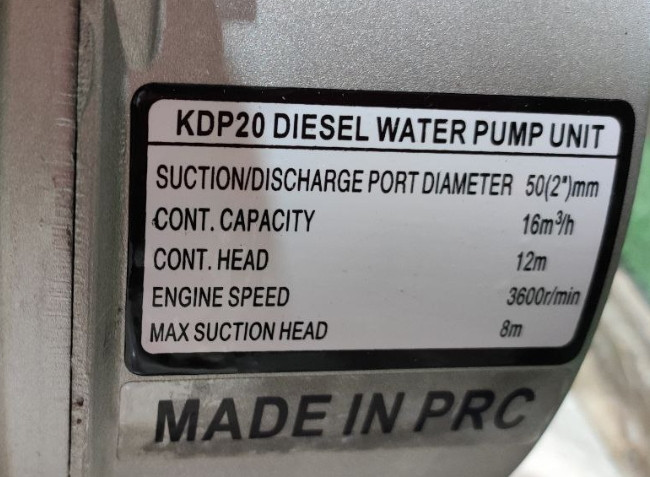 KDP20 DIESEL WATER PUMP UNIT
SUCTION/DISCHARGE PORT DIAMETER 50(2")mm
CONT. CAPACITY 16m³/h
CONT. HEAD 12m
ENGINE SPEED 3600r/min
MAX SUCTION HEAD 8m
MADE IN PRC